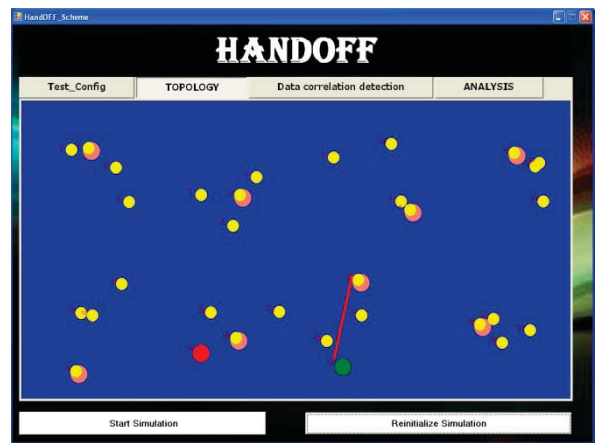 HandOFF_Scheme
HANDOFF
Test_Config TOPOLOGY Data correlation detection ANALYSIS
Start Simulation Reinitialize Simulation